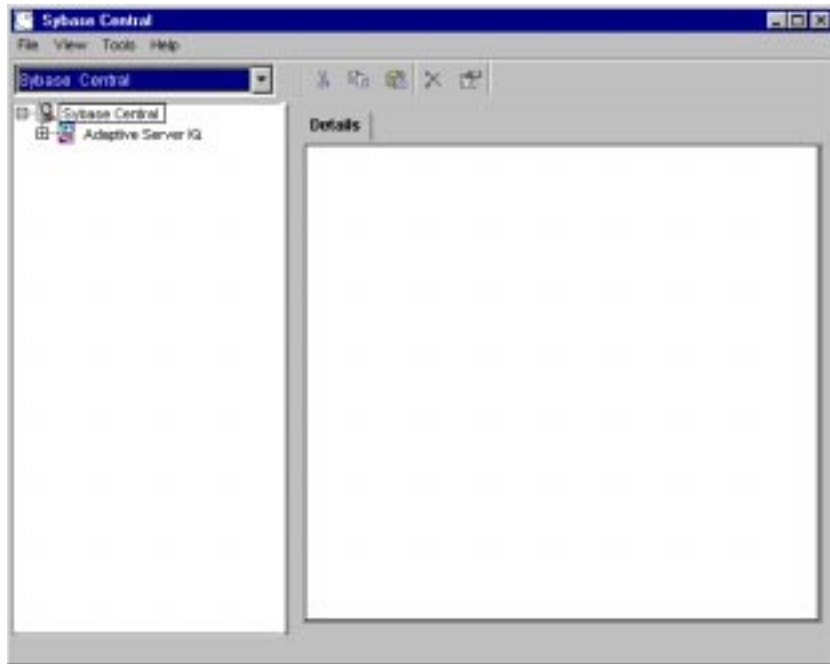 Sybase Central
File View Tools Help
Sybase Central
Sybase Central
Adaptive Server IQ
Details